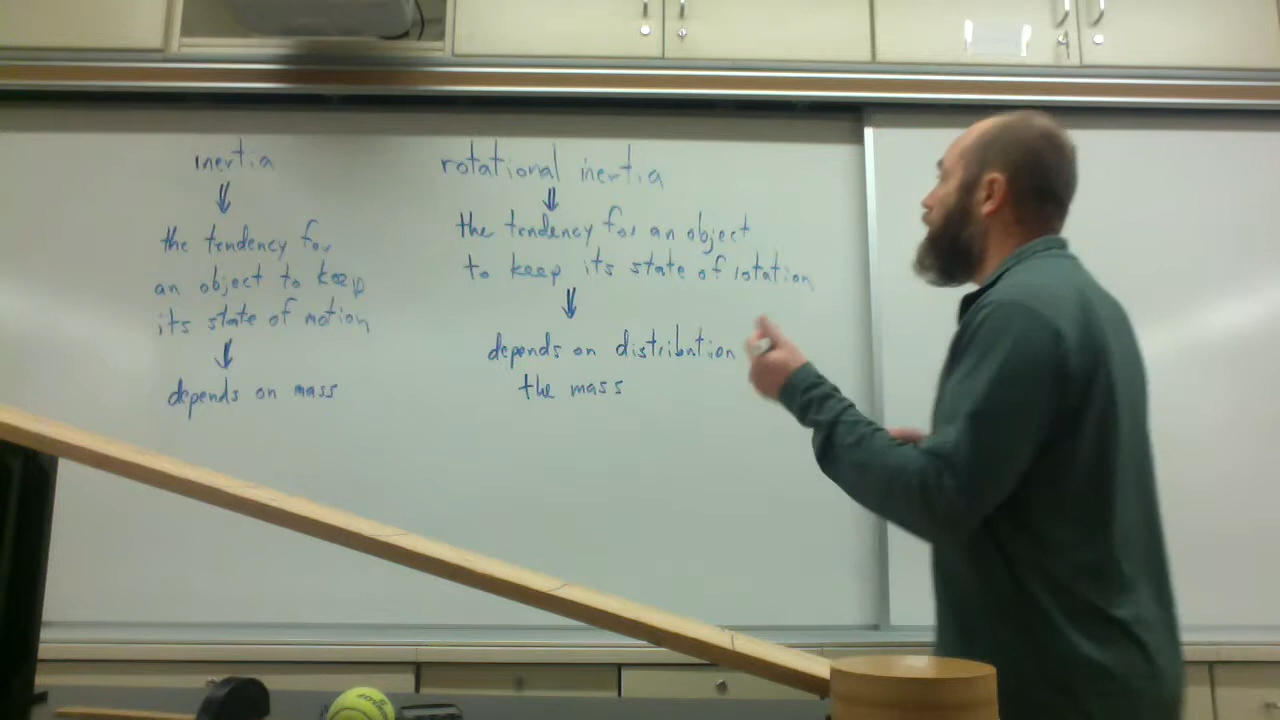 inertia
⇓
the tendency for
an object to keep
its state of motion
⇓
depends on mass
rotational inertia
⇓
the tendency for an object
to keep its state of rotation
⇓
depends on distribution
the mass